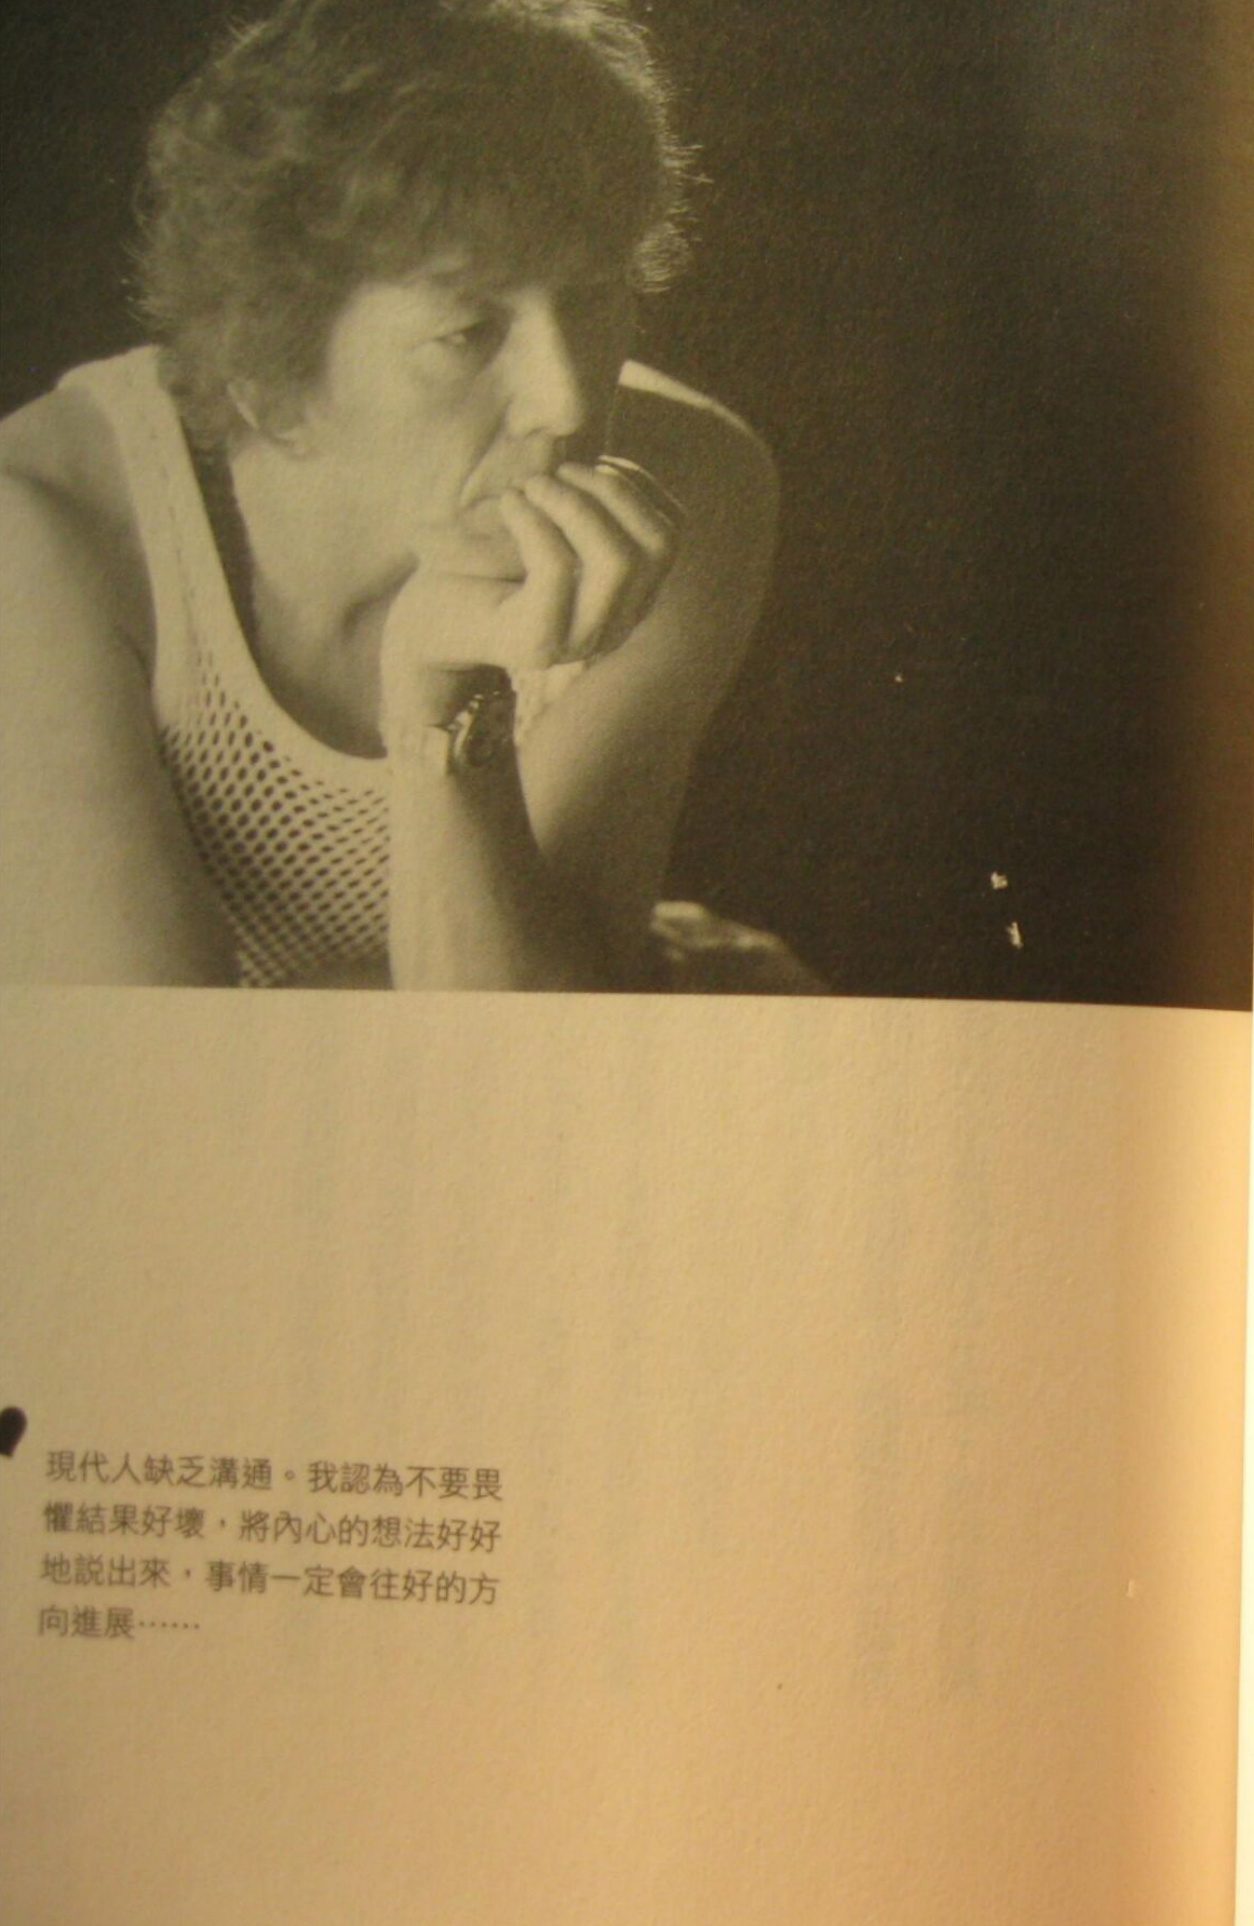 現代人缺乏溝通。我認為不要畏
懼結果好壞，將內心的想法好好
地說出來，事情一定會往好的方
向進展……